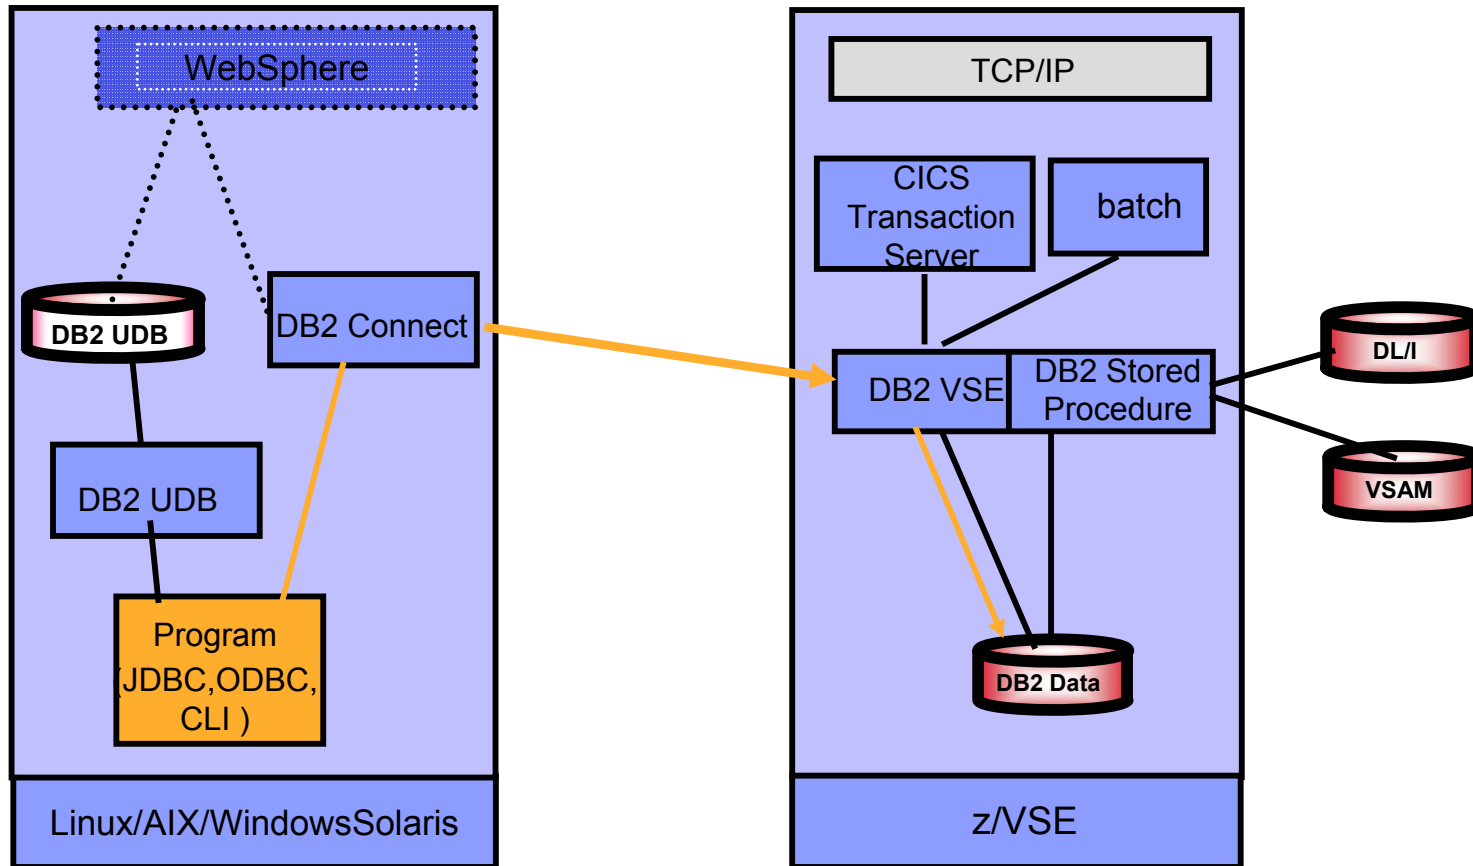 WebSphere
DB2 UDB
DB2 Connect
DB2 UDB
Program
(JDBC,ODBC,
CLI )
Linux/AIX/WindowsSolaris
TCP/IP
CICS
Transaction
Server
batch
DB2 VSE
DB2 Stored
Procedure
DL/I
VSAM
DB2 Data
z/VSE